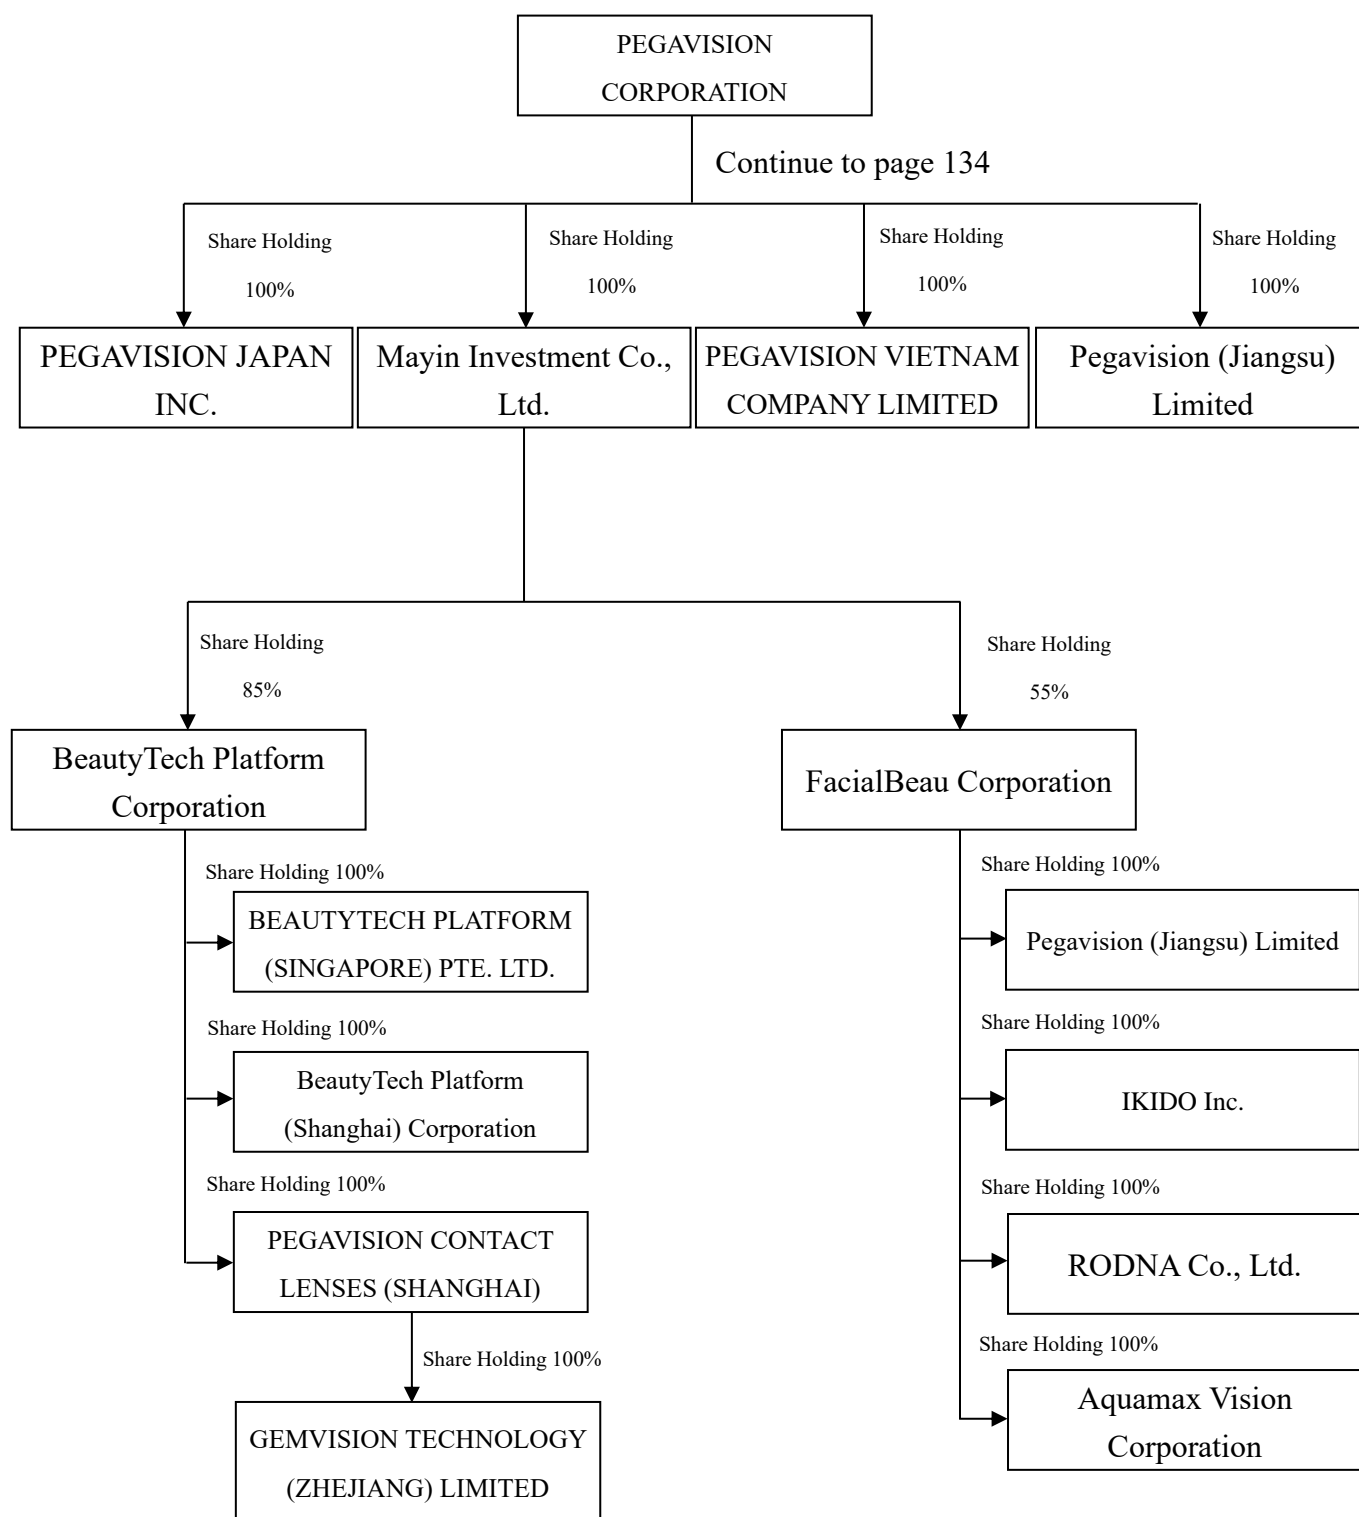 PEGAVISION
CORPORATION
Continue to page 134
Share Holding
100%
Share Holding
100%
Share Holding
100%
Share Holding
100%
PEGAVISION JAPAN
INC.
Mayin Investment Co.,
Ltd.
PEGAVISION VIETNAM
COMPANY LIMITED
Pegavision (Jiangsu)
Limited
Share Holding
85%
Share Holding
55%
BeautyTech Platform
Corporation
FacialBeau Corporation
Share Holding 100%
BEAUTYTECH PLATFORM
(SINGAPORE) PTE. LTD.
Share Holding 100%
BeautyTech Platform
(Shanghai) Corporation
Share Holding 100%
PEGAVISION CONTACT
LENSES (SHANGHAI)
Share Holding 100%
GEMVISION TECHNOLOGY
(ZHEJIANG) LIMITED
Share Holding 100%
Pegavision (Jiangsu) Limited
Share Holding 100%
IKIDO Inc.
Share Holding 100%
RODNA Co., Ltd.
Share Holding 100%
Aquamax Vision
Corporation